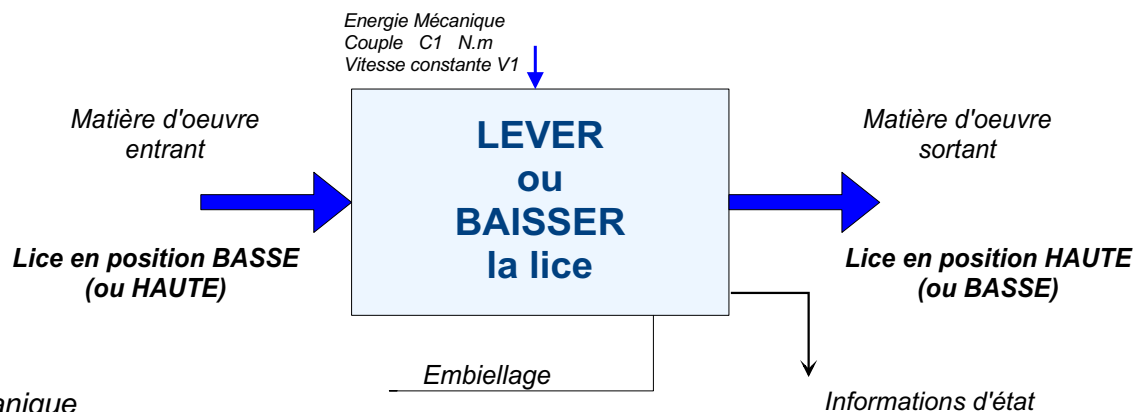 Energie Mécanique
Couple C1 N.m
Vitesse constante V1
Matière d'oeuvre
entrant
LEVER
ou
BAISSER
la lice
Matière d'oeuvre
sortant
Lice en position BASSE
(ou HAUTE)
Lice en position HAUTE
(ou BASSE)
Embiellage
Informations d'état